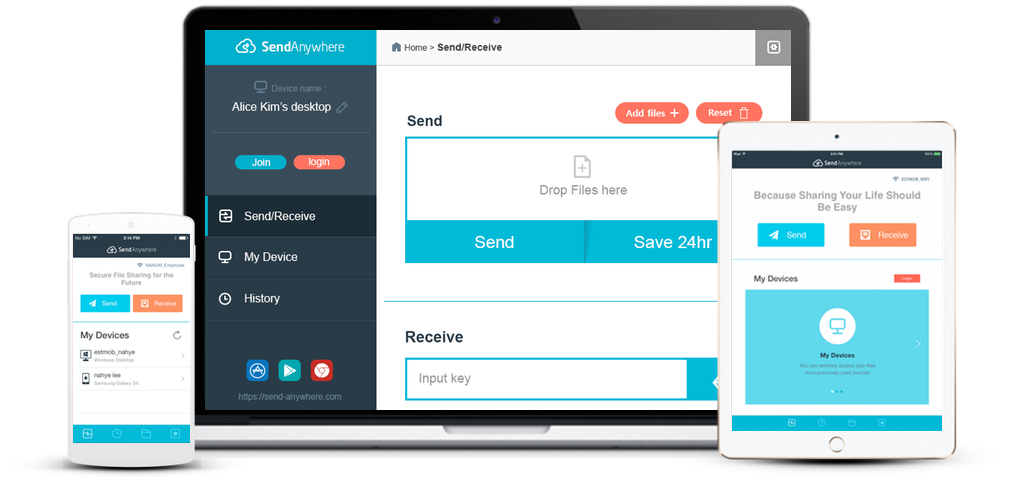 SendAnywhere
Home > Send/Receive
Device name :
Alice Kim's desktop
Join
login
Send/Receive
My Device
History
https://send-anywhere.com
Send
Add files +
Reset
Drop Files here
Send
Save 24hr
Receive
Input key
No SIM
3:14 PM
SendAnywhere
NANUM_Employee
Secure File Sharing for the
Future
Send
Receive
My Devices
estmob_nahye
Windows Desktop
nahye lee
Samsung Galaxy S4
iPad
100%
SendAnywhere
ESTMOB_WIFI
Because Sharing Your Life Should
Be Easy
Send
Receive
My Devices
Login
My Devices
You can remotely access your files
from previously used devices